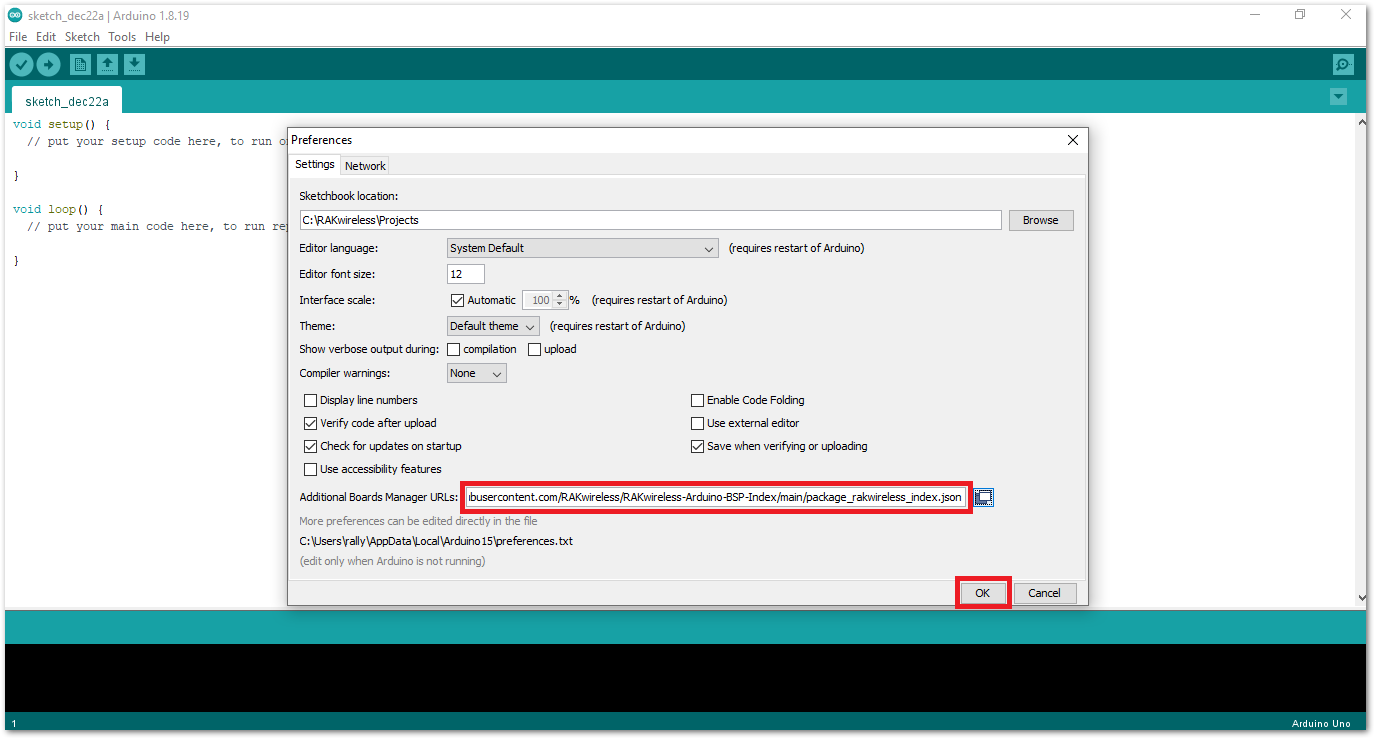 sketch_dec22a | Arduino 1.8.19
File Edit Sketch Tools Help
sketch_dec22a
void setup() {
// put your setup code here, to run o
}
void loop() {
// put your main code here, to run rep
}
Preferences
Settings Network
Sketchbook location:
C:\RAKwireless\Projects Browse
Editor language: System Default (requires restart of Arduino)
Editor font size: 12
Interface scale: Automatic 100 % (requires restart of Arduino)
Theme: Default theme (requires restart of Arduino)
Show verbose output during: compilation upload
Compiler warnings: None
Display line numbers Enable Code Folding
Verify code after upload Use external editor
Check for updates on startup Save when verifying or uploading
Use accessibility features
Additional Boards Manager URLs: ıbusercontent.com/RAKwireless/RAKwireless-Arduino-BSP-Index/main/package_rakwireless_index.json
More preferences can be edited directly in the file
C:\Users\rally\AppData\Local\Arduino15\preferences.txt
(edit only when Arduino is not running)
OK Cancel
1 Arduino Uno